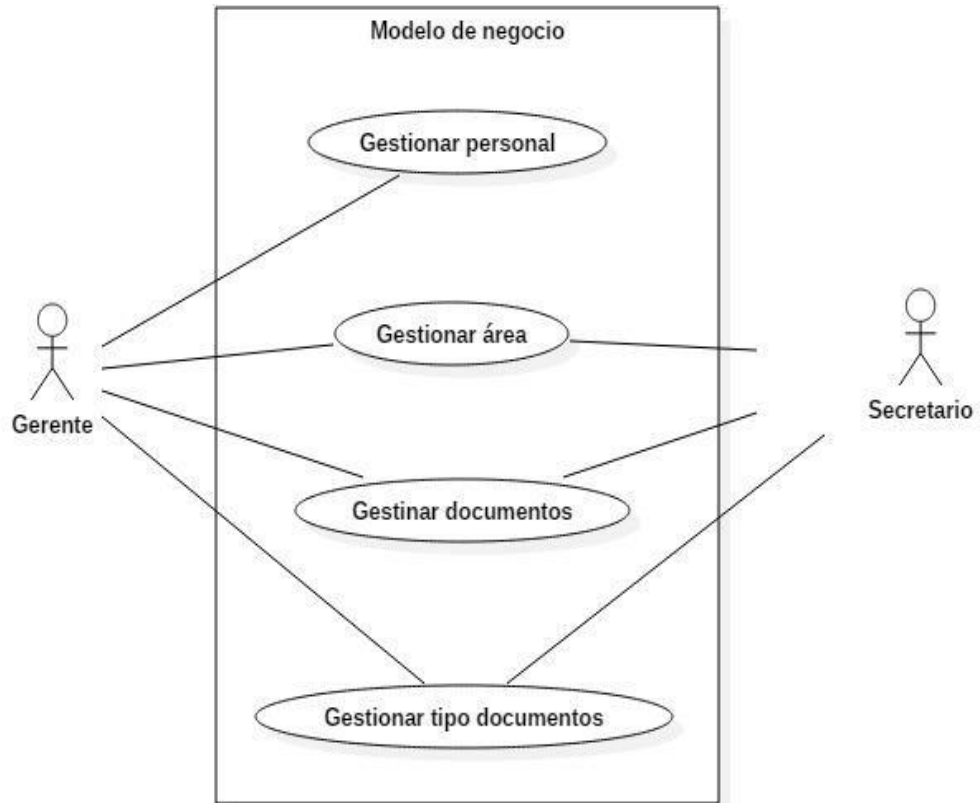 Modelo de negocio
Gestionar personal
Gestionar área
Gerente
Secretario
Gestinar documentos
Gestionar tipo documentos